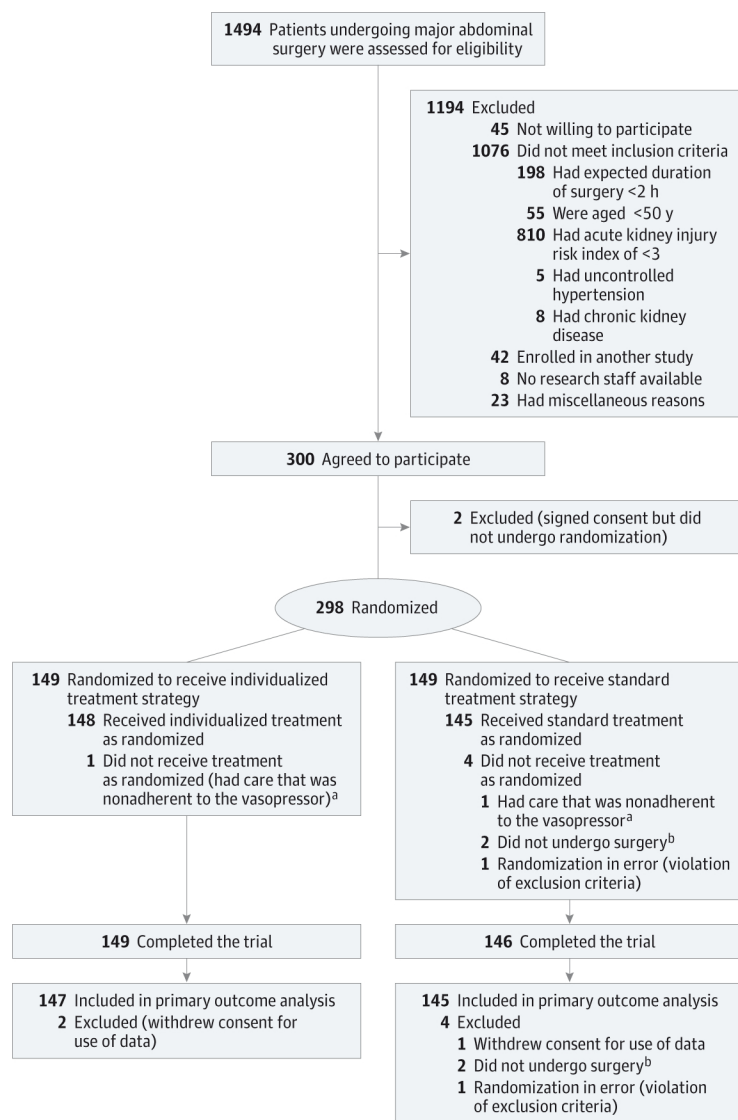 1494 Patients undergoing major abdominal
surgery were assessed for eligibility
1194 Excluded
45 Not willing to participate
1076 Did not meet inclusion criteria
198 Had expected duration
of surgery <2 h
55 Were aged <50 y
810 Had acute kidney injury
risk index of <3
5 Had uncontrolled
hypertension
8 Had chronic kidney
disease
42 Enrolled in another study
8 No research staff available
23 Had miscellaneous reasons
300 Agreed to participate
2 Excluded (signed consent but did
not undergo randomization)
298 Randomized
149 Randomized to receive individualized
treatment strategy
148 Received individualized treatment
as randomized
1 Did not receive treatment
as randomized (had care that was
nonadherent to the vasopressor)a
149 Randomized to receive standard
treatment strategy
145 Received standard treatment
as randomized
4 Did not receive treatment
as randomized
1 Had care that was nonadherent
to the vasopressora
2 Did not undergo surgeryb
1 Randomization in error (violation
of exclusion criteria)
149 Completed the trial
146 Completed the trial
147 Included in primary outcome analysis
2 Excluded (withdrew consent for
use of data)
145 Included in primary outcome analysis
4 Excluded
1 Withdrew consent for use of data
2 Did not undergo surgeryb
1 Randomization in error (violation
of exclusion criteria)